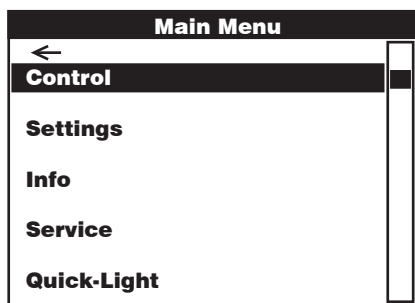 Main Menu
←
Control
Settings
Info
Service
Quick-Light